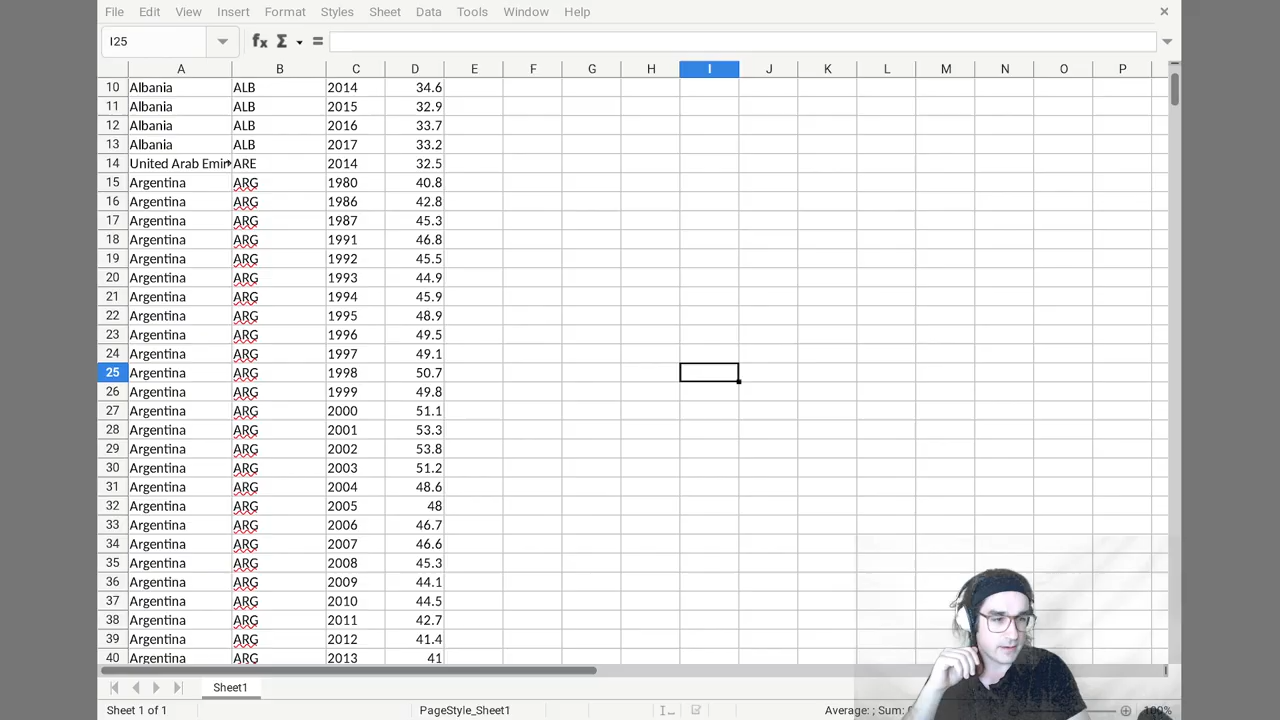 File Edit View Insert Format Styles Sheet Data Tools Window Help
I25 fx Σ =
A B C D E F G H I J K L M N O P
10 Albania ALB 2014 34.6
11 Albania ALB 2015 32.9
12 Albania ALB 2016 33.7
13 Albania ALB 2017 33.2
14 United Arab Emir ARE 2014 32.5
15 Argentina ARG 1980 40.8
16 Argentina ARG 1986 42.8
17 Argentina ARG 1987 45.3
18 Argentina ARG 1991 46.8
19 Argentina ARG 1992 45.5
20 Argentina ARG 1993 44.9
21 Argentina ARG 1994 45.9
22 Argentina ARG 1995 48.9
23 Argentina ARG 1996 49.5
24 Argentina ARG 1997 49.1
25 Argentina ARG 1998 50.7
26 Argentina ARG 1999 49.8
27 Argentina ARG 2000 51.1
28 Argentina ARG 2001 53.3
29 Argentina ARG 2002 53.8
30 Argentina ARG 2003 51.2
31 Argentina ARG 2004 48.6
32 Argentina ARG 2005 48
33 Argentina ARG 2006 46.7
34 Argentina ARG 2007 46.6
35 Argentina ARG 2008 45.3
36 Argentina ARG 2009 44.1
37 Argentina ARG 2010 44.5
38 Argentina ARG 2011 42.7
39 Argentina ARG 2012 41.4
40 Argentina ARG 2013 41
Sheet1
Sheet 1 of 1 PageStyle_Sheet1 Average: ; Sum: 100%